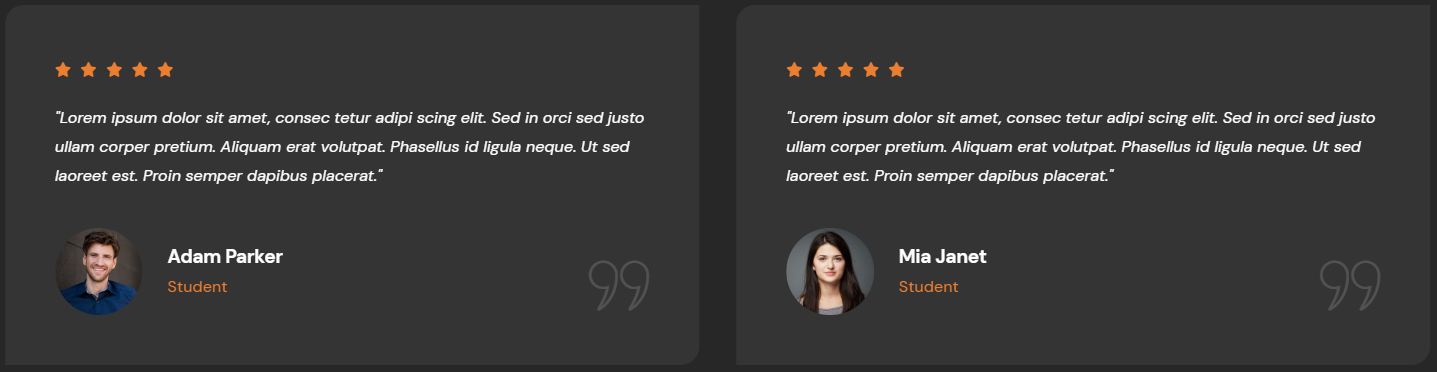 "Lorem ipsum dolor sit amet, consec tetur adipi scing elit. Sed in orci sed justo
ullam corper pretium. Aliquam erat volutpat. Phasellus id ligula neque. Ut sed
laoreet est. Proin semper dapibus placerat."
Adam Parker
Student
"Lorem ipsum dolor sit amet, consec tetur adipi scing elit. Sed in orci sed justo
ullam corper pretium. Aliquam erat volutpat. Phasellus id ligula neque. Ut sed
laoreet est. Proin semper dapibus placerat."
Mia Janet
Student